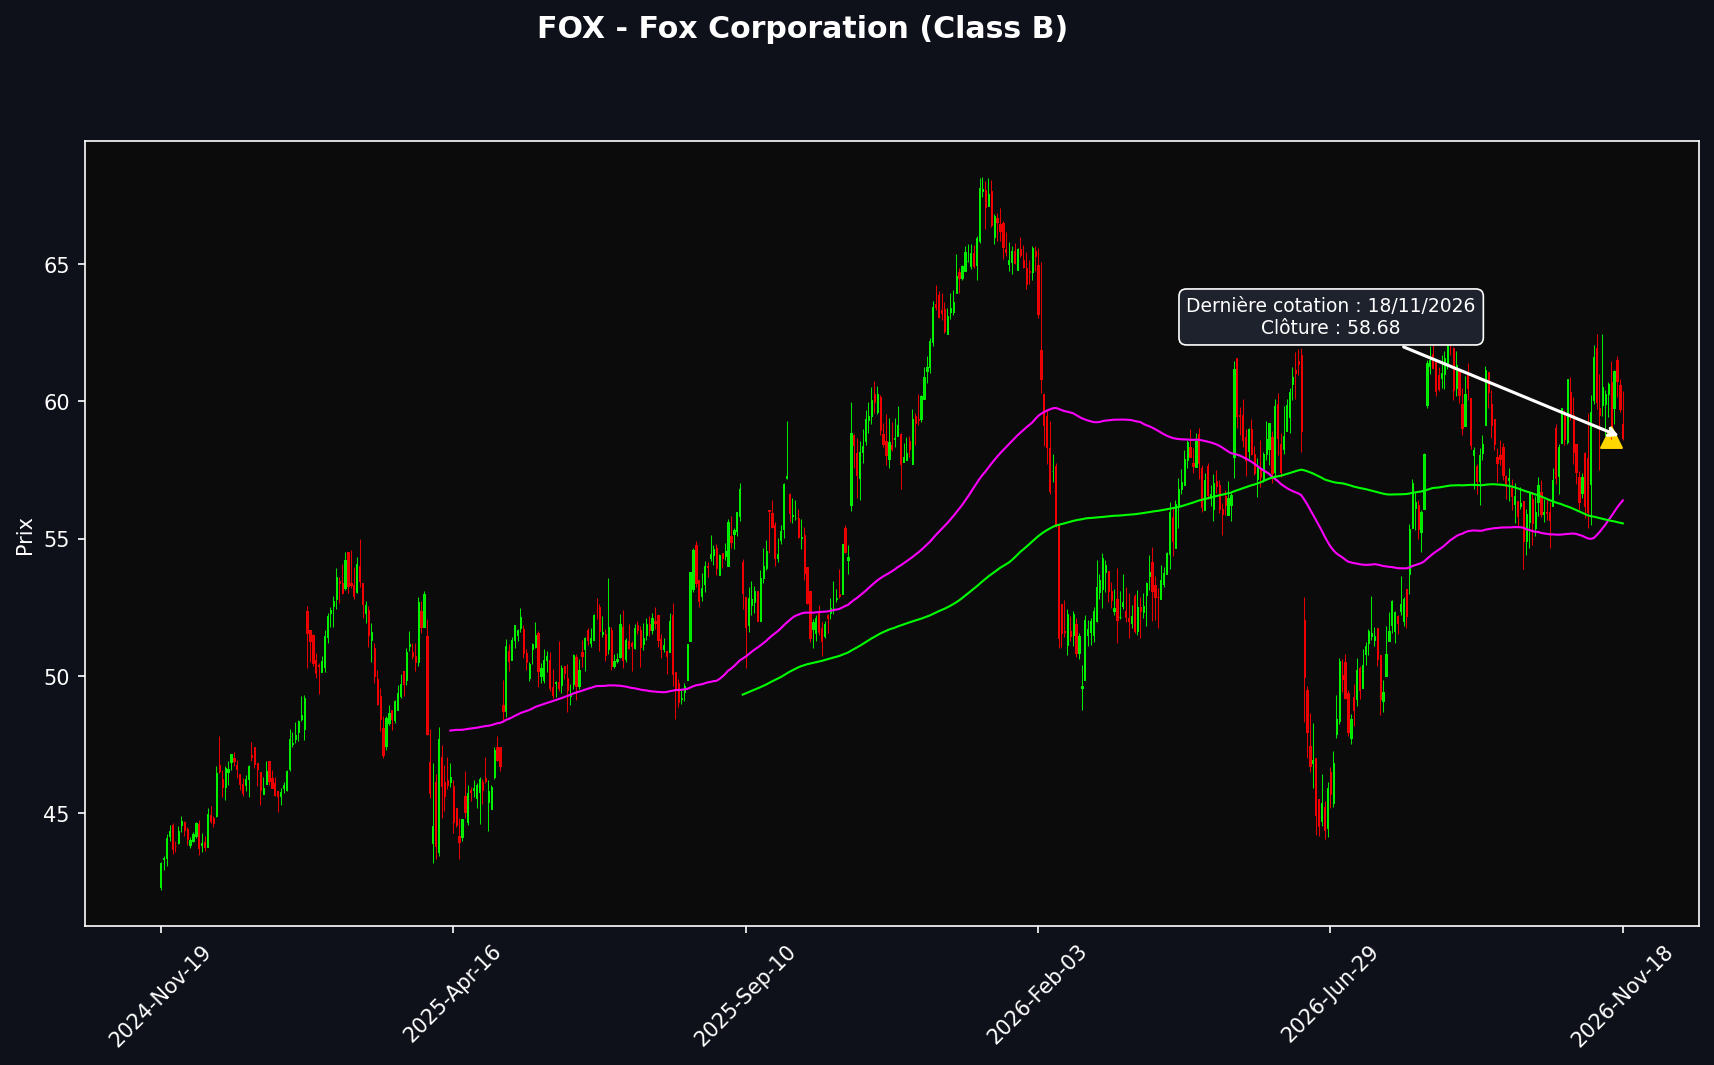 FOX - Fox Corporation (Class B)
Prix
65
60
55
50
45
Dernière cotation : 18/11/2026
Clôture : 58.68
2024-Nov-19
2025-Apr-16
2025-Sep-10
2026-Feb-03
2026-Jun-29
2026-Nov-18